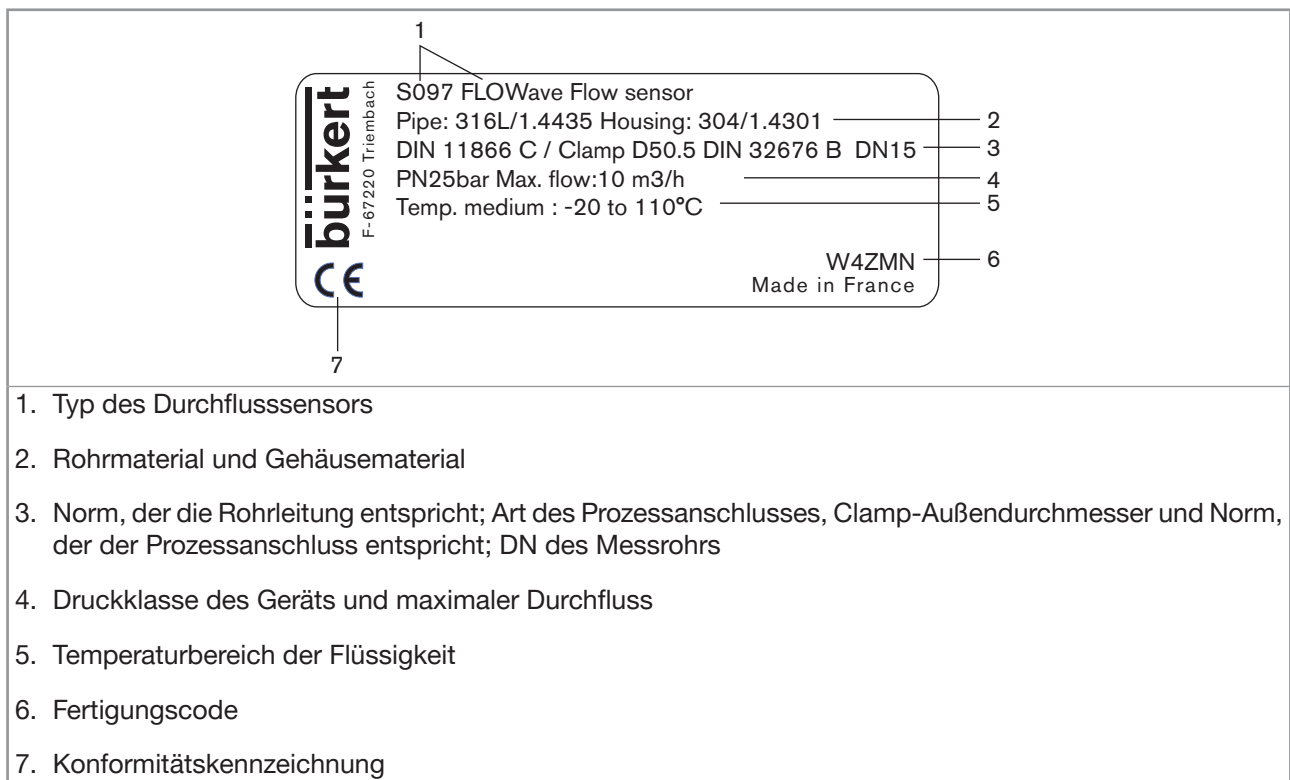 1
bürkert
F-67220 Triembach
S097 FLOWave Flow sensor
Pipe: 316L/1.4435 Housing: 304/1.4301
2
DIN 11866 C / Clamp D50.5 DIN 32676 B DN15
3
PN25bar Max. flow:10 m3/h
4
Temp. medium : -20 to 110°C
5
W4ZMN
6
Made in France
CE
7
1. Typ des Durchflusssensors
2. Rohrmaterial und Gehäusematerial
3. Norm, der die Rohrleitung entspricht; Art des Prozessanschlusses, Clamp-Außendurchmesser und Norm,
der der Prozessanschluss entspricht; DN des Messrohrs
4. Druckklasse des Geräts und maximaler Durchfluss
5. Temperaturbereich der Flüssigkeit
6. Fertigungscode
7. Konformitätskennzeichnung